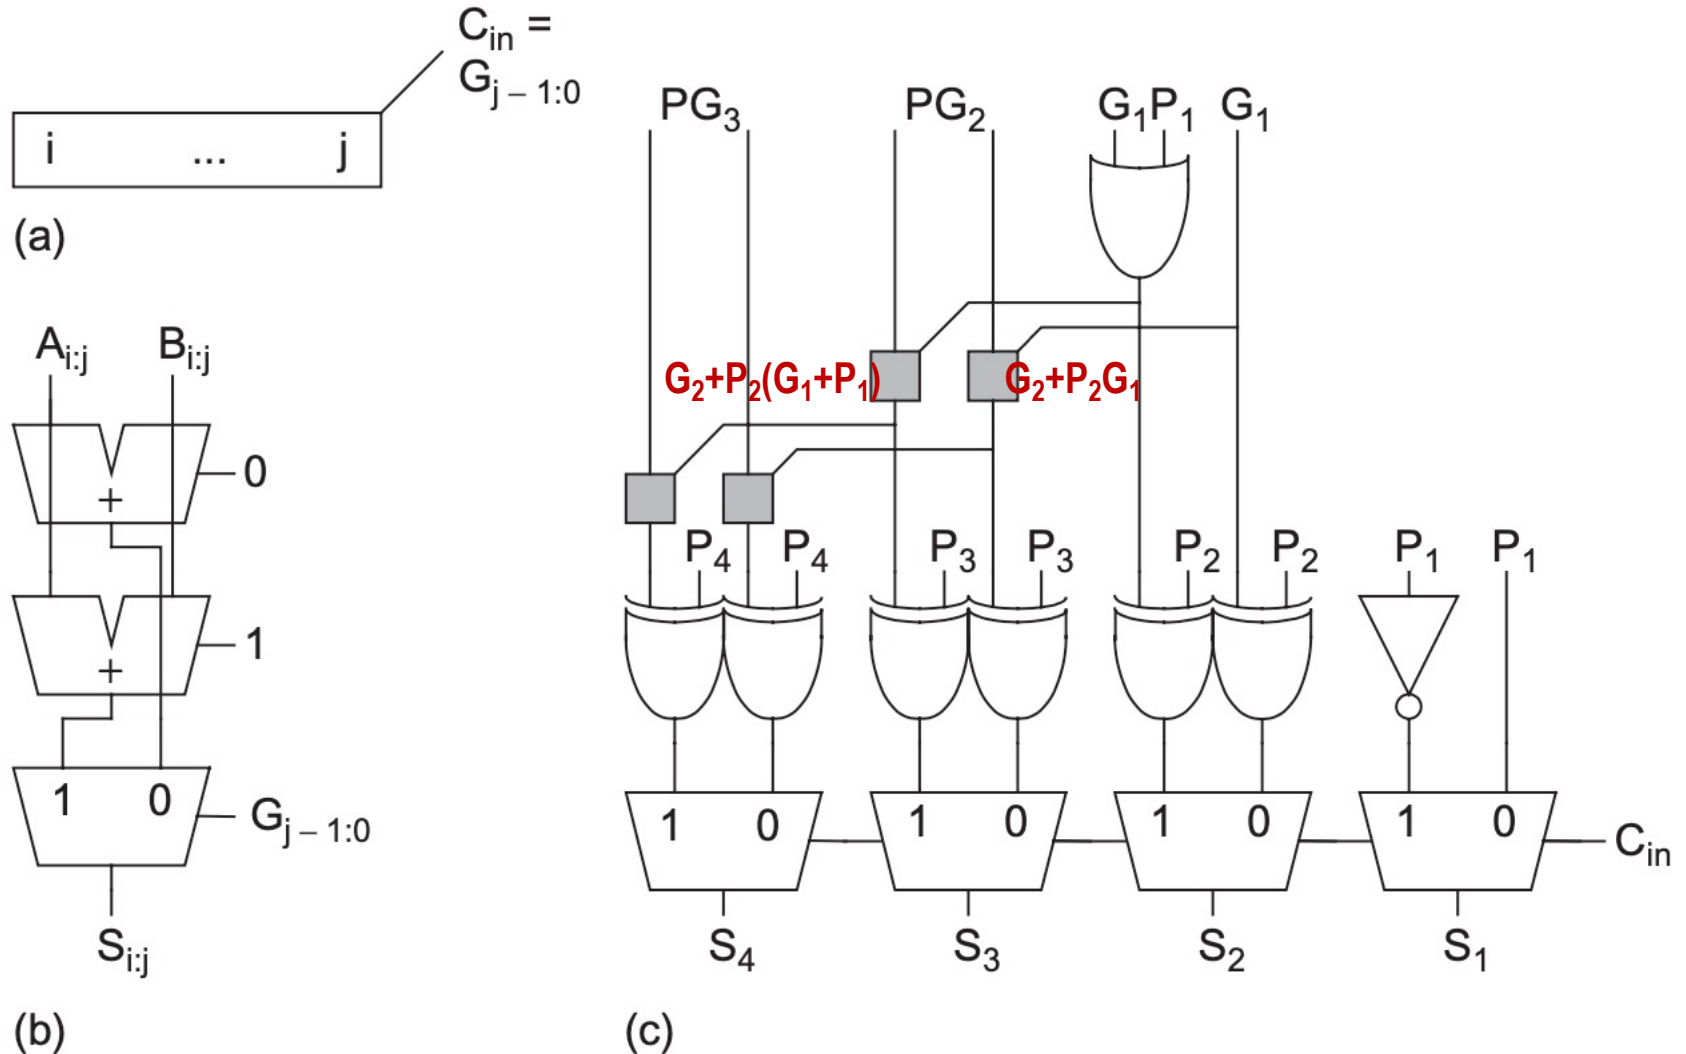 C_in =
G_j – 1:0
i ... j
(a)
A_i:j B_i:j
+ 0
+ 1
1 0 G_j – 1:0
S_i:j
(b)
PG_3 PG_2 G_1 P_1 G_1
G_2+P_2(G_1+P_1) G_2+P_2G_1
P_4 P_4 P_3 P_3 P_2 P_2 P_1 P_1
1 0 1 0 1 0 1 0 C_in
S_4 S_3 S_2 S_1
(c)